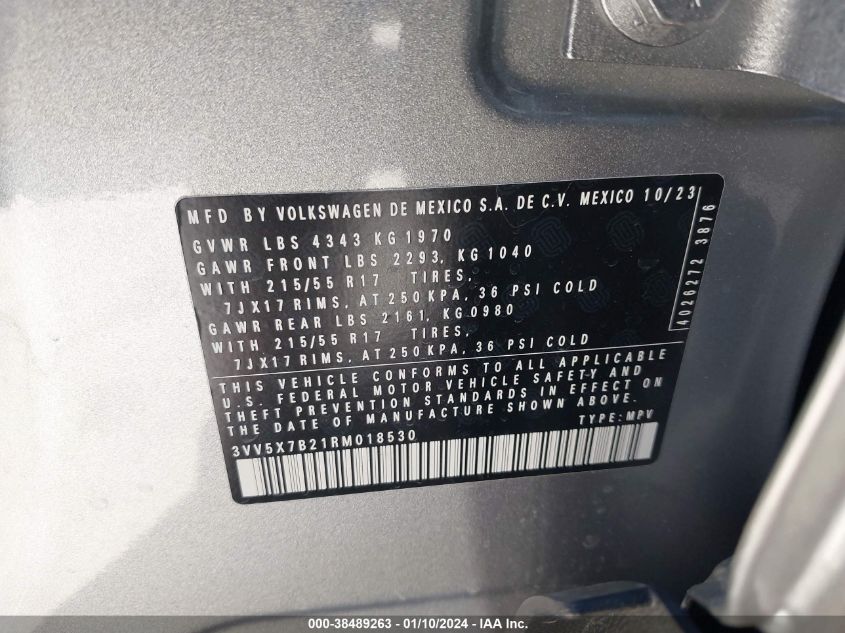 MFD BY VOLKSWAGEN DE MEXICO S.A. DE C.V. MEXICO 10/23
GVWR LBS 4343 KG 1970
GAWR FRONT LBS 2293, KG 1040
WITH 215/55 R17 TIRES,
7JX17 RIMS, AT 250 KPA, 36 PSI COLD
GAWR REAR LBS 2161, KG 0980
WITH 215/55 R17 TIRES,
7JX17 RIMS, AT 250 KPA, 36 PSI COLD
THIS VEHICLE CONFORMS TO ALL APPLICABLE
U.S. FEDERAL MOTOR VEHICLE SAFETY AND
THEFT PREVENTION STANDARDS IN EFFECT ON
THE DATE OF MANUFACTURE SHOWN ABOVE.
3VV5X7B21RM018530 TYPE: MPV
4026272 3876
000-38489263 - 01/10/2024 - IAA Inc.